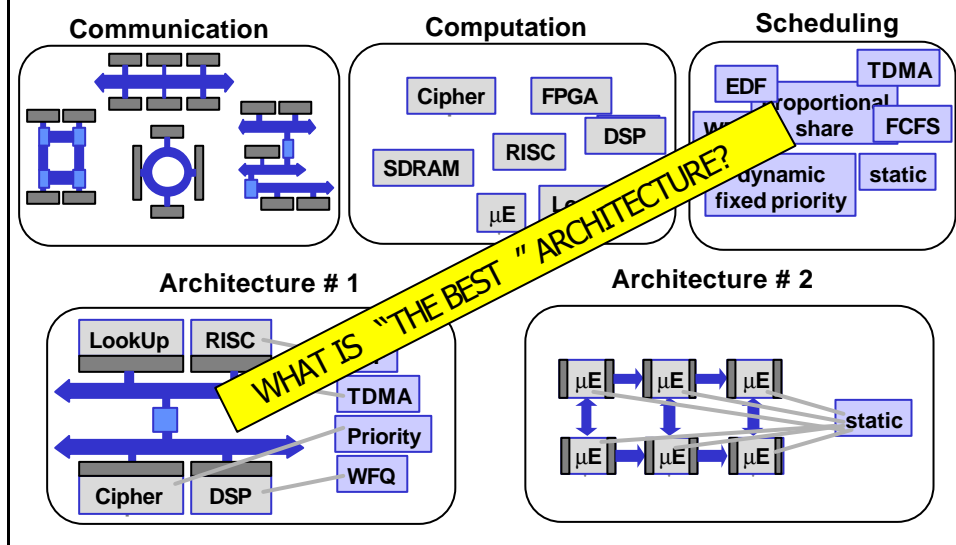 Communication
Computation
Scheduling
Cipher
FPGA
DSP
SDRAM
RISC
μE
EDF
TDMA
proportional
share
FCFS
dynamic
fixed priority
static
WHAT IS “THE BEST ” ARCHITECTURE?
Architecture # 1
Architecture # 2
LookUp
RISC
TDMA
Priority
WFQ
Cipher
DSP
μE
μE
μE
static
μE
μE
μE